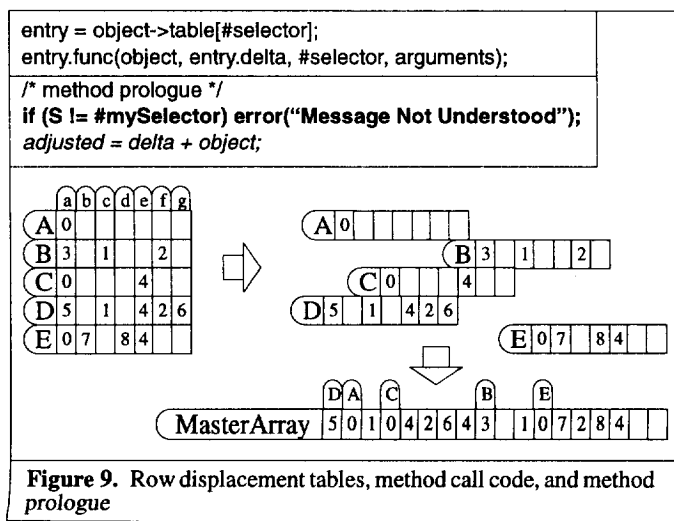 entry = object->table[#selector];
entry.func(object, entry.delta, #selector, arguments);
/* method prologue */
if (S != #mySelector) error("Message Not Understood");
adjusted = delta + object;
a b c d e f g
A 0
B 3 1 2
C 0 4
D 5 1 4 2 6
E 0 7 8 4
A 0
B 3 1 2
C 0 4
D 5 1 4 2 6
E 0 7 8 4
D A C B E
MasterArray 5 0 1 0 4 2 6 4 3 1 0 7 2 8 4
Figure 9. Row displacement tables, method call code, and method
prologue